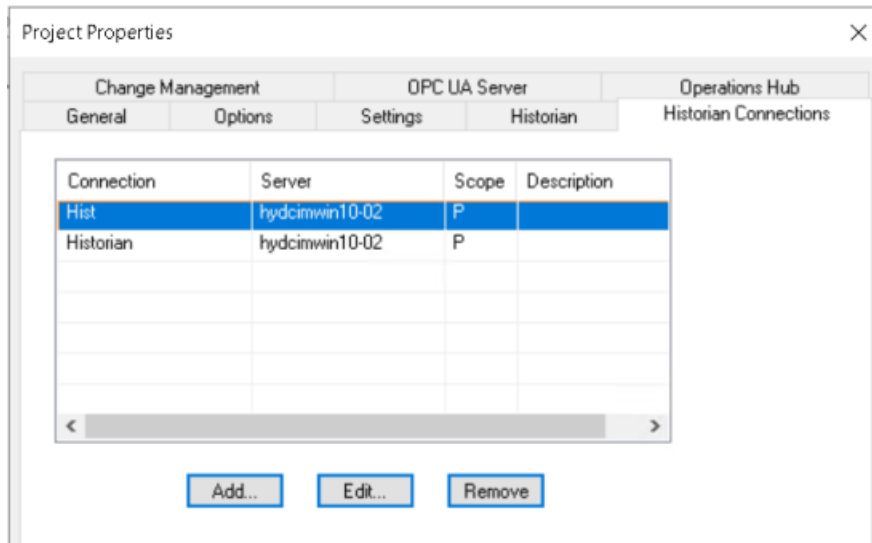 Project Properties
Change Management OPC UA Server Operations Hub
General Options Settings Historian Historian Connections
Connection Server Scope Description
Hist hydcimwin10-02 P
Historian hydcimwin10-02 P
Add... Edit... Remove